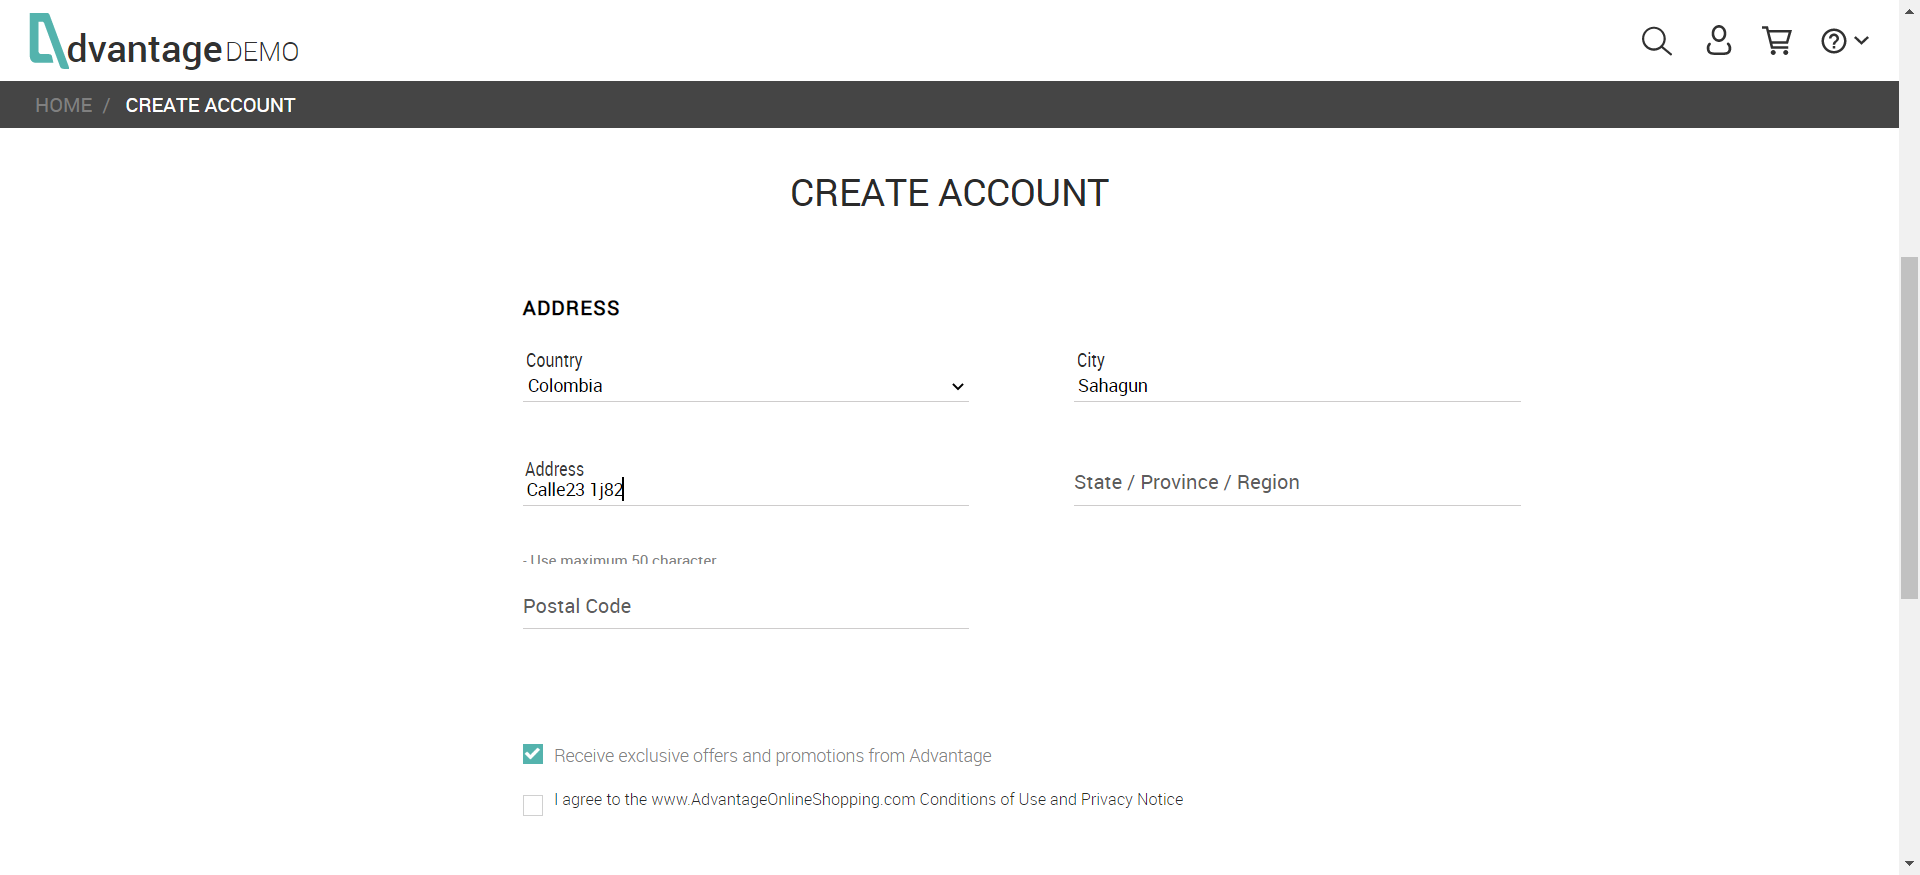 dvantage DEMO
HOME / CREATE ACCOUNT
CREATE ACCOUNT
ADDRESS
Country
Colombia
City
Sahagun
Address
Calle23 1j82
State / Province / Region
- Use maximum 50 character
Postal Code
Receive exclusive offers and promotions from Advantage
I agree to the www.AdvantageOnlineShopping.com Conditions of Use and Privacy Notice